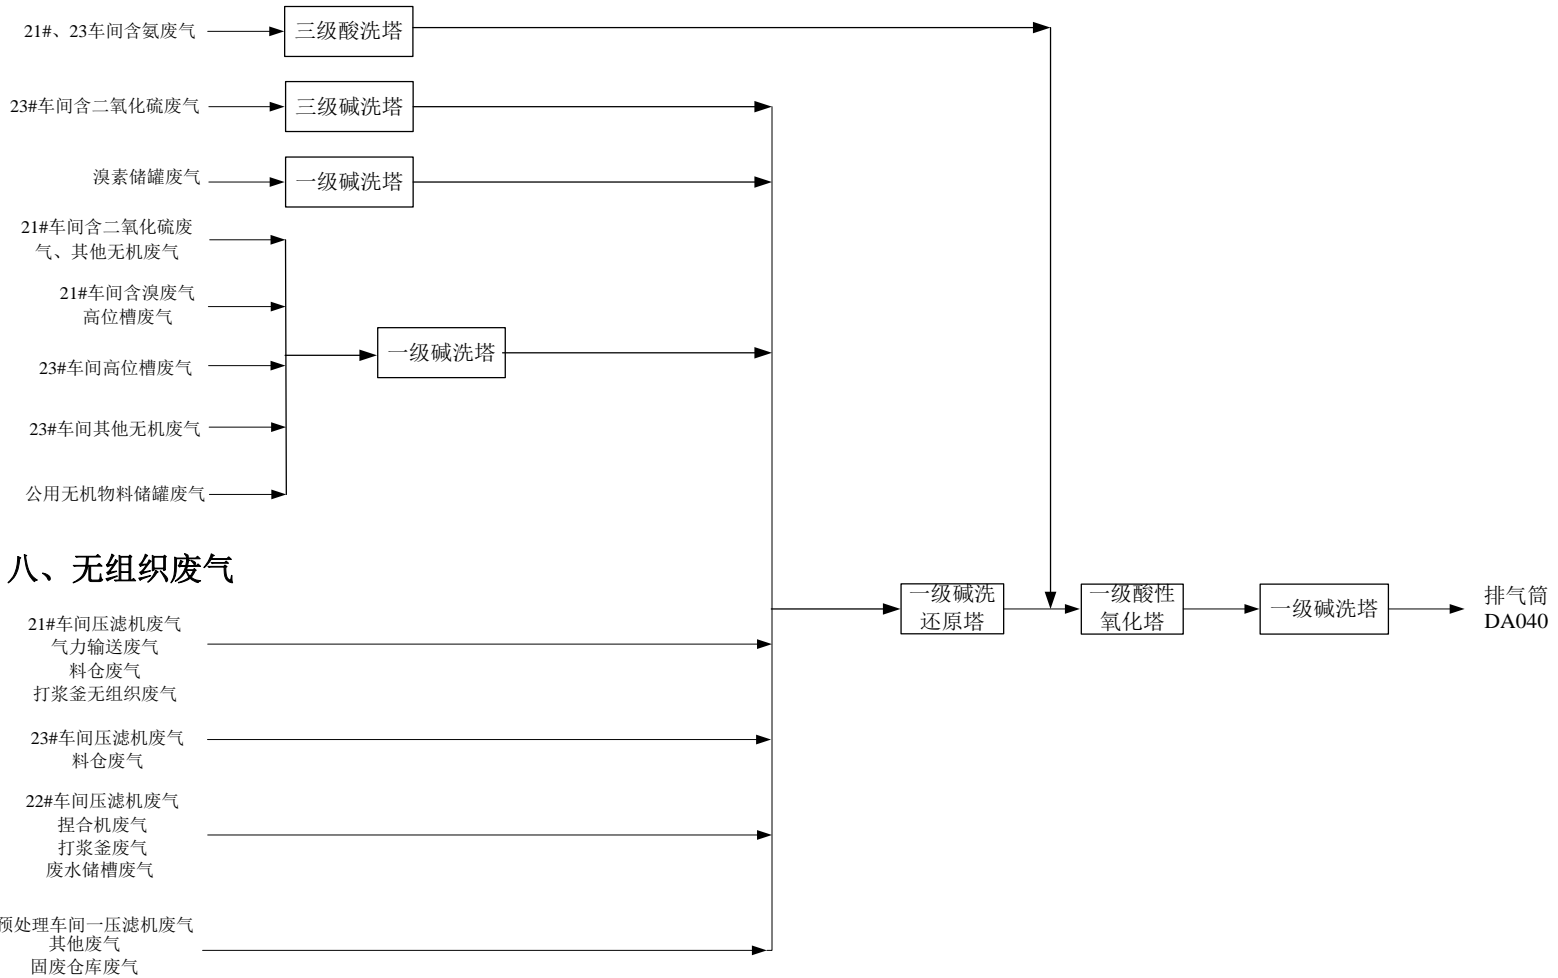 21#、23车间含氨废气
三级酸洗塔
23#车间含二氧化硫废气
三级碱洗塔
溴素储罐废气
一级碱洗塔
21#车间含二氧化硫废
气、其他无机废气
21#车间含溴废气
高位槽废气
一级碱洗塔
23#车间高位槽废气
23#车间其他无机废气
公用无机物料储罐废气
八、无组织废气
21#车间压滤机废气
气力输送废气
料仓废气
打浆釜无组织废气
一级碱洗
还原塔
一级酸性
氧化塔
一级碱洗塔
排气筒
DA040
23#车间压滤机废气
料仓废气
22#车间压滤机废气
捏合机废气
打浆釜废气
废水储槽废气
预处理车间一压滤机废气
其他废气
固废仓库废气